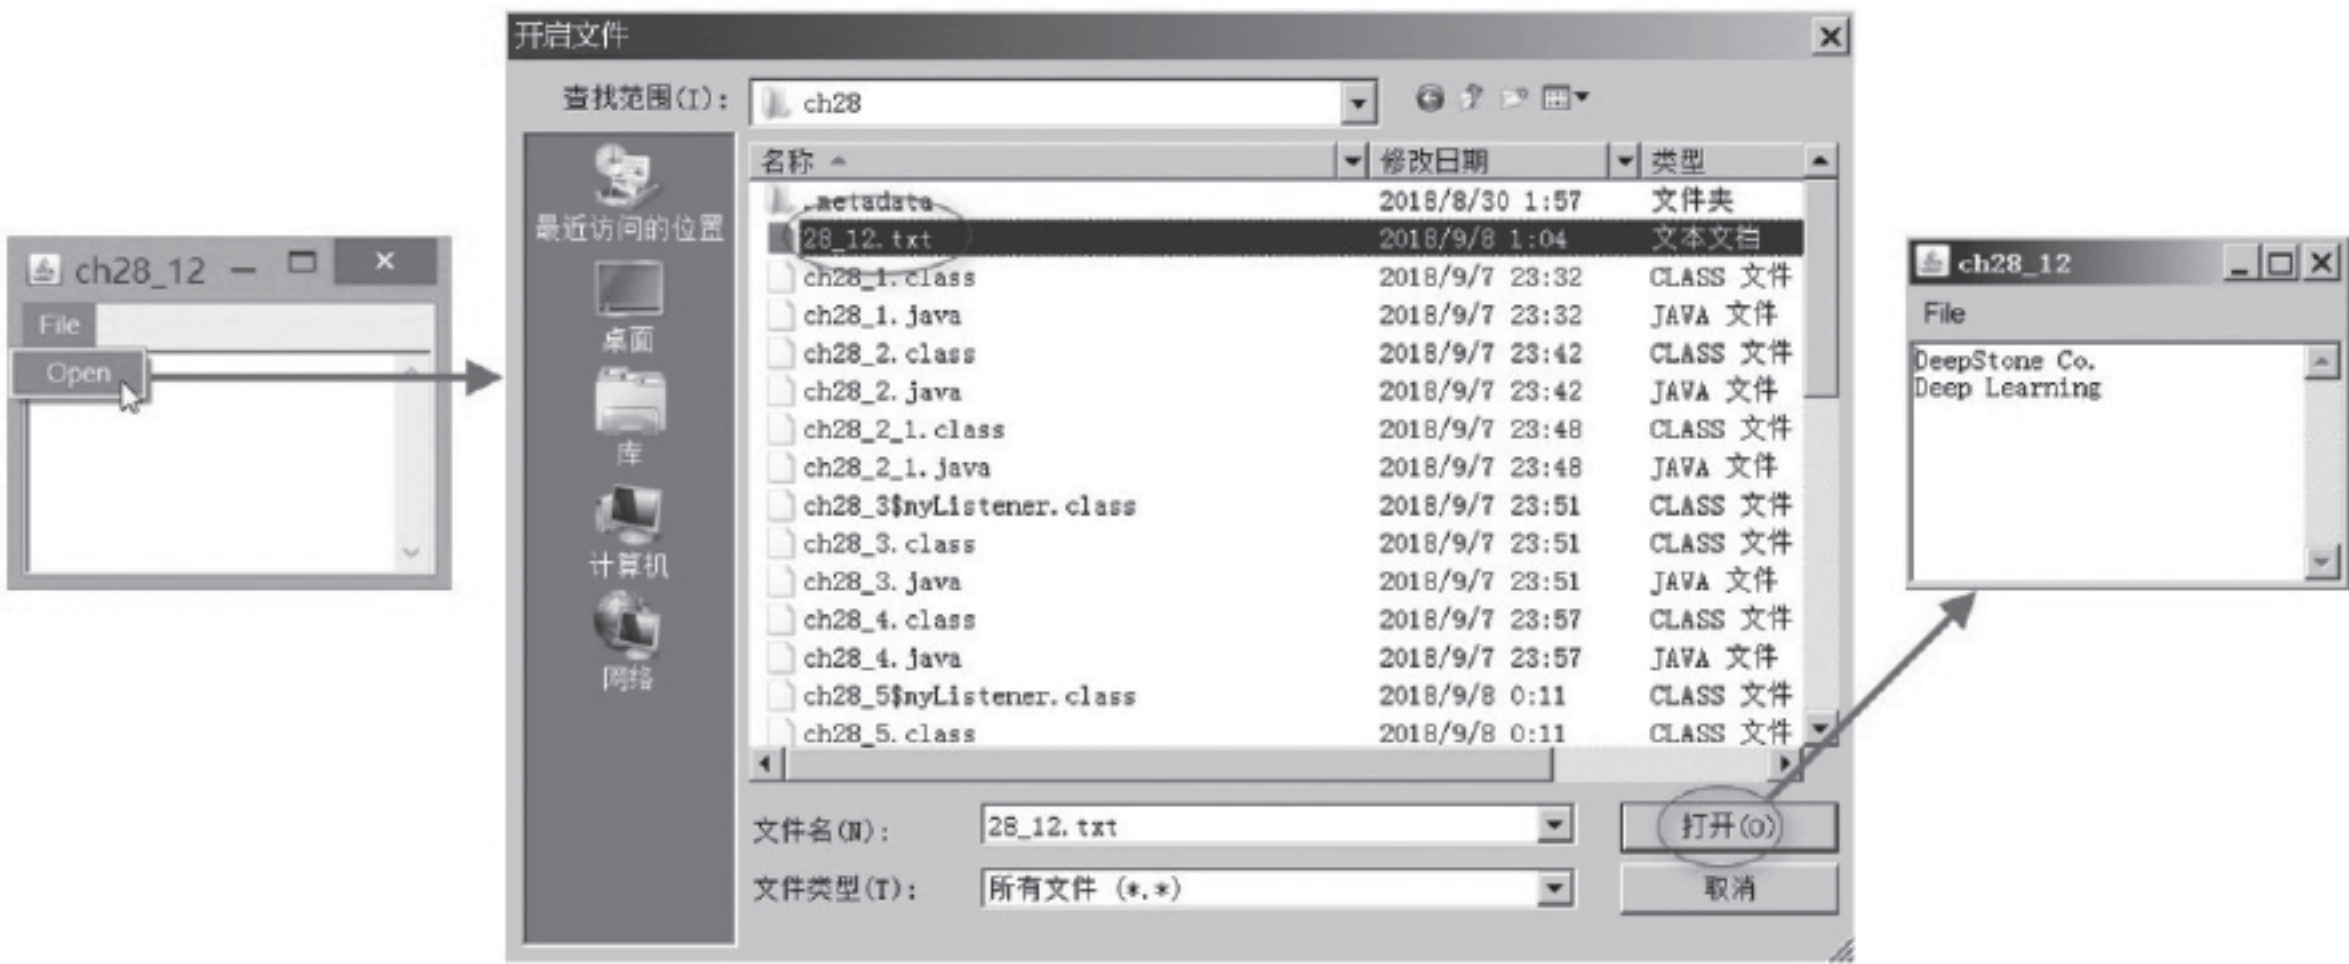 ch28_12
File
Open
开启文件
查找范围(I):
ch28
最近访问的位置
桌面
库
计算机
网络
名称 修改日期 类型
.metadata 2018/8/30 1:57 文件夹
28_12.txt 2018/9/8 1:04 文本文档
ch28_1.class 2018/9/7 23:32 CLASS 文件
ch28_1.java 2018/9/7 23:32 JAVA 文件
ch28_2.class 2018/9/7 23:42 CLASS 文件
ch28_2.java 2018/9/7 23:42 JAVA 文件
ch28_2_1.class 2018/9/7 23:48 CLASS 文件
ch28_2_1.java 2018/9/7 23:48 JAVA 文件
ch28_3$myListener.class 2018/9/7 23:51 CLASS 文件
ch28_3.class 2018/9/7 23:51 CLASS 文件
ch28_3.java 2018/9/7 23:51 JAVA 文件
ch28_4.class 2018/9/7 23:57 CLASS 文件
ch28_4.java 2018/9/7 23:57 JAVA 文件
ch28_5$myListener.class 2018/9/8 0:11 CLASS 文件
ch28_5.class 2018/9/8 0:11 CLASS 文件
文件名(N):
28_12.txt
打开(O)
文件类型(T):
所有文件 (*.*)
取消
ch28_12
File
DeepStone Co.
Deep Learning